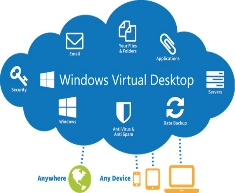 Email
Your Files
& Folders
Applications
Security
Windows Virtual Desktop
Servers
Windows
Anti Virus &
Anti Spam
Data Backup
Anywhere
Any Device